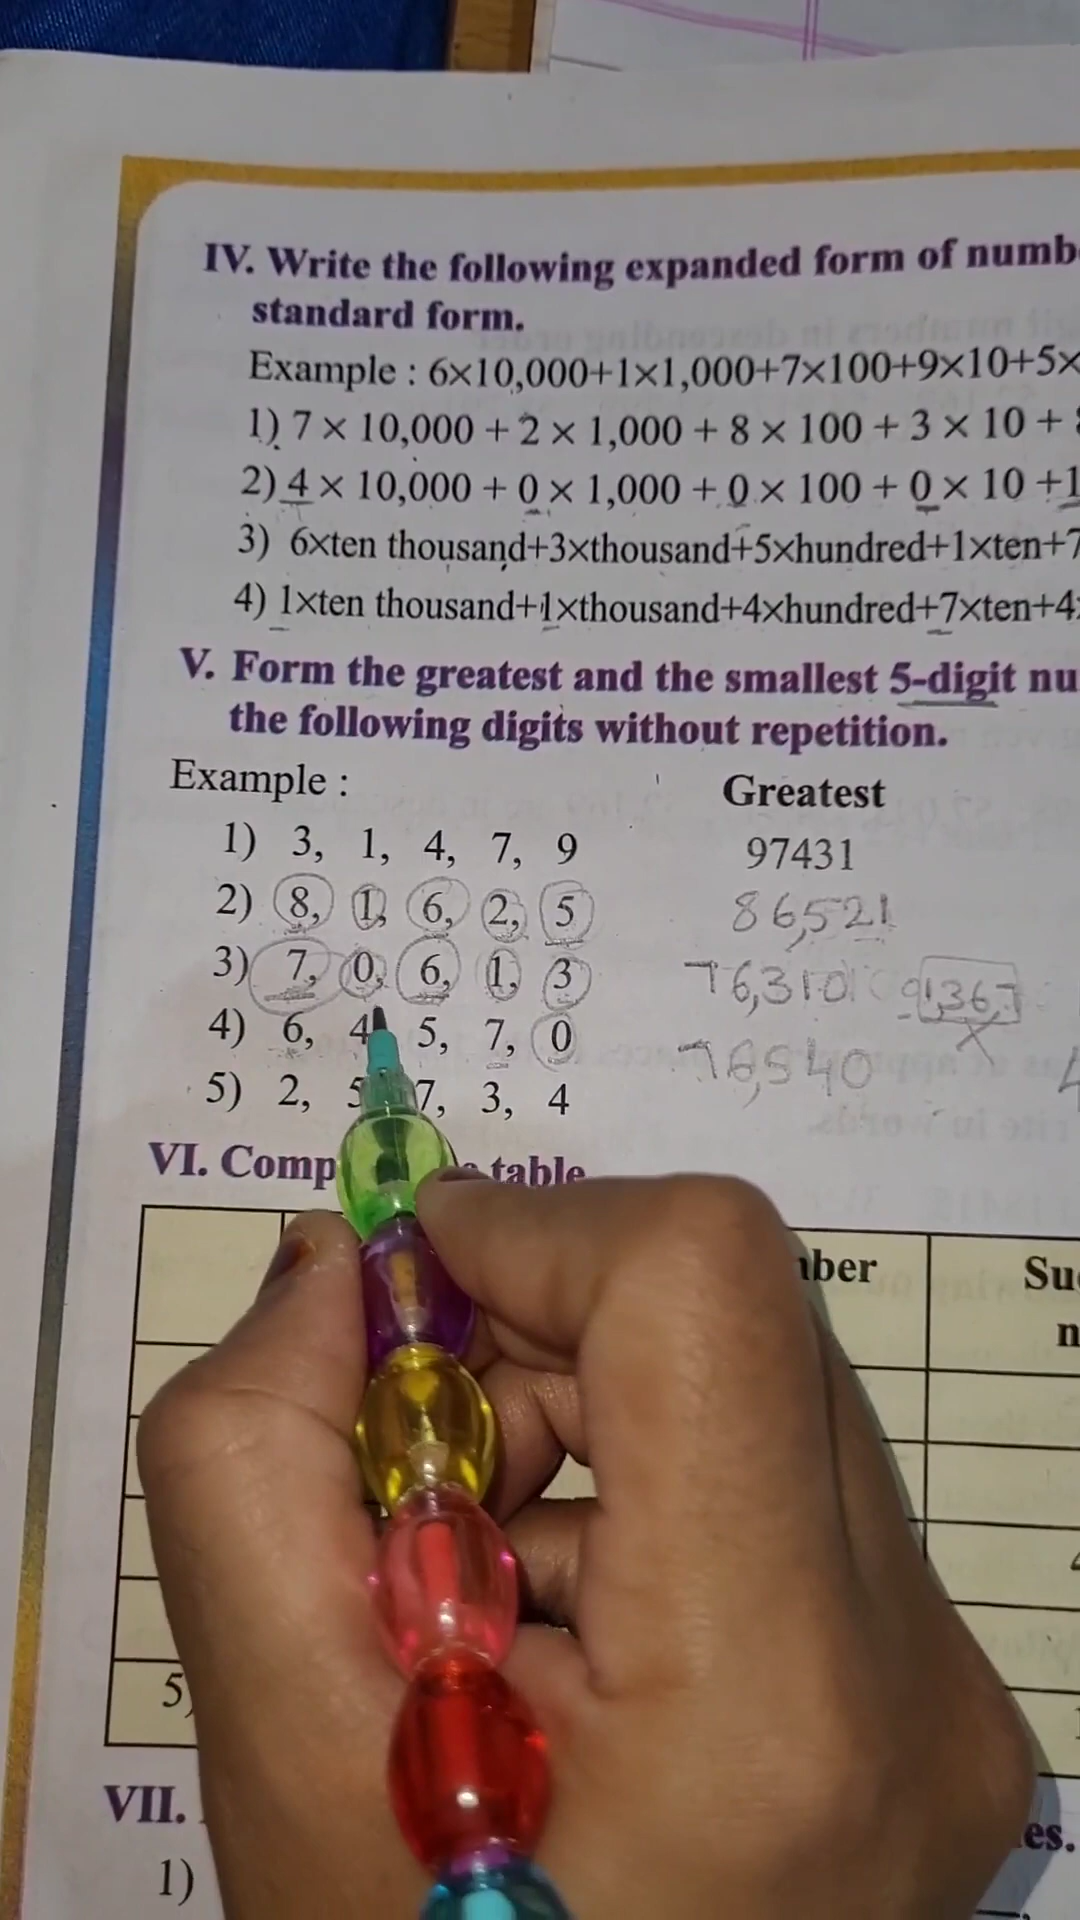 IV. Write the following expanded form of numb
standard form.
Example : 6×10,000+1×1,000+7×100+9×10+5×
1) 7 × 10,000 + 2 × 1,000 + 8 × 100 + 3 × 10 +
2) 4 × 10,000 + 0 × 1,000 + 0 × 100 + 0 × 10 +1
3) 6×ten thousand+3×thousand+5×hundred+1×ten+7
4) 1×ten thousand+1×thousand+4×hundred+7×ten+4
V. Form the greatest and the smallest 5-digit nu
the following digits without repetition.
Example : Greatest
1) 3, 1, 4, 7, 9 97431
2) 8, 1, 6, 2, 5 86,521
3) 7, 0, 6, 1, 3 76,310 01,367
4) 6, 4 5, 7, 0 76,540
5) 2, 5 7, 3, 4
VI. Comp table
ber Su
n
5)
VII. es.
1)